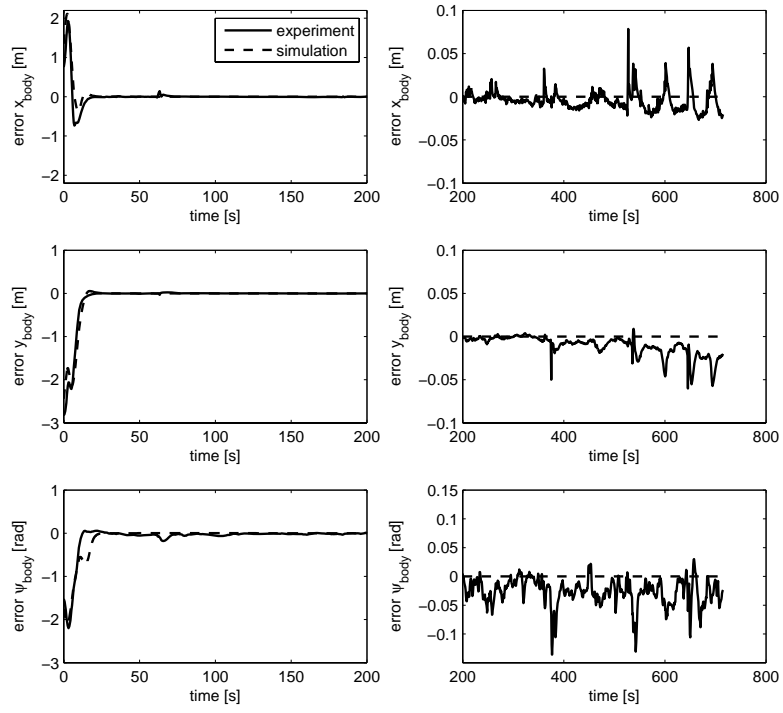 experiment
simulation
error x_body [m]
2
1
0
−1
−2
0 50 100 150 200
time [s]
error x_body [m]
0.1
0.05
0
−0.05
−0.1
200 400 600 800
time [s]
error y_body [m]
1
0
−1
−2
−3
0 50 100 150 200
time [s]
error y_body [m]
0.1
0.05
0
−0.05
−0.1
200 400 600 800
time [s]
error ψ_body [rad]
1
0
−1
−2
−3
0 50 100 150 200
time [s]
error ψ_body [rad]
0.15
0.1
0.05
0
−0.05
−0.1
200 400 600 800
time [s]